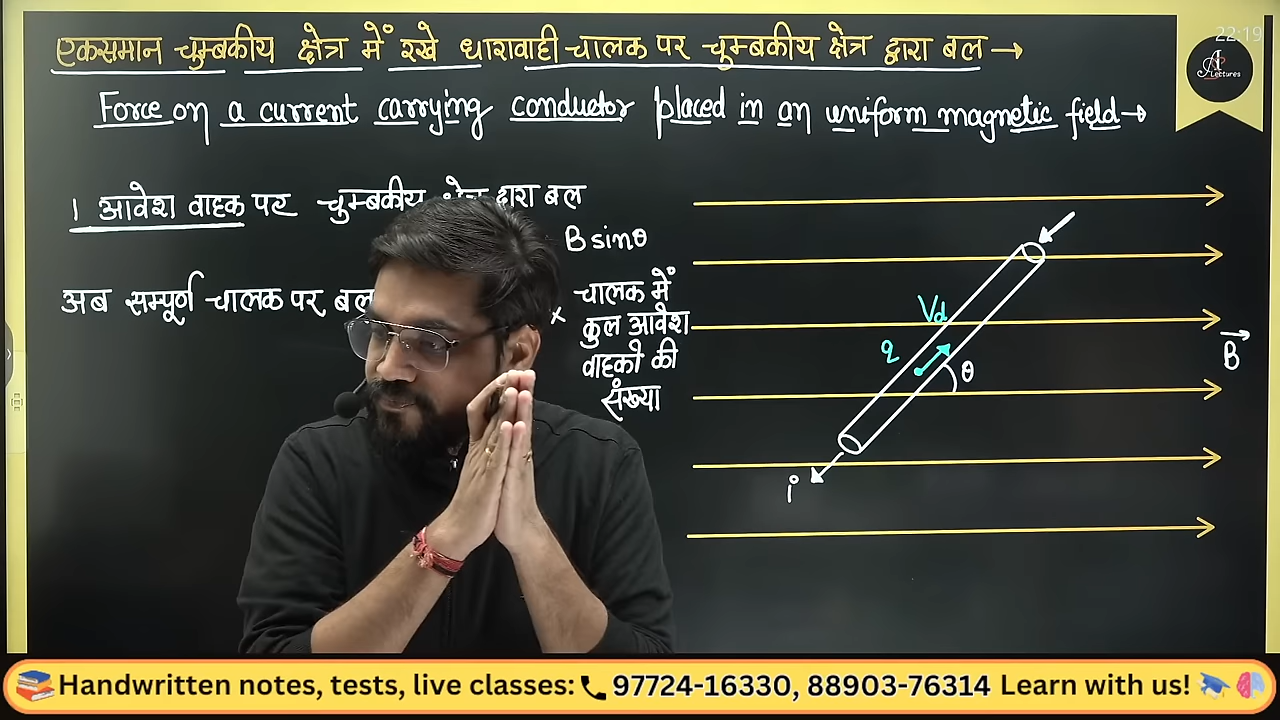 एकसमान चुम्बकीय क्षेत्र में रखे धारावाही चालक पर चुम्बकीय क्षेत्र द्वारा बल →
22:19
A Lectures
Force on a current carrying conductor placed in an uniform magnetic field →
1 आवेश वाहक पर चुम्बकीय क्षेत्र द्वारा बल
B sinθ
अब सम्पूर्ण चालक पर बल
x चालक में
कुल आवेश
वाहकों की
संख्या
Vd
q
θ
B
i
Handwritten notes, tests, live classes: 97724-16330, 88903-76314 Learn with us!